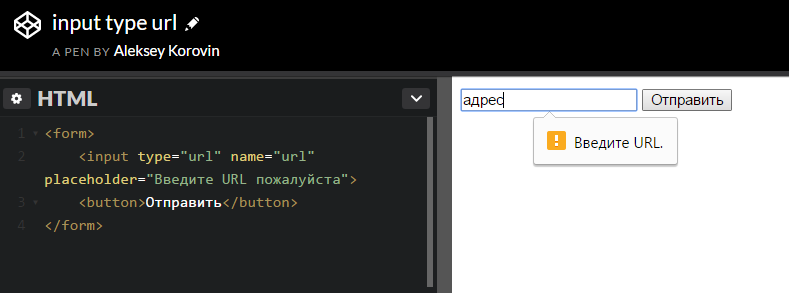 input type url
A PEN BY Aleksey Korovin
HTML
1 <form>
2 <input type="url" name="url"
placeholder="Введите URL пожалуйста">
3 <button>Отправить</button>
4 </form>
адрес Отправить
Введите URL.